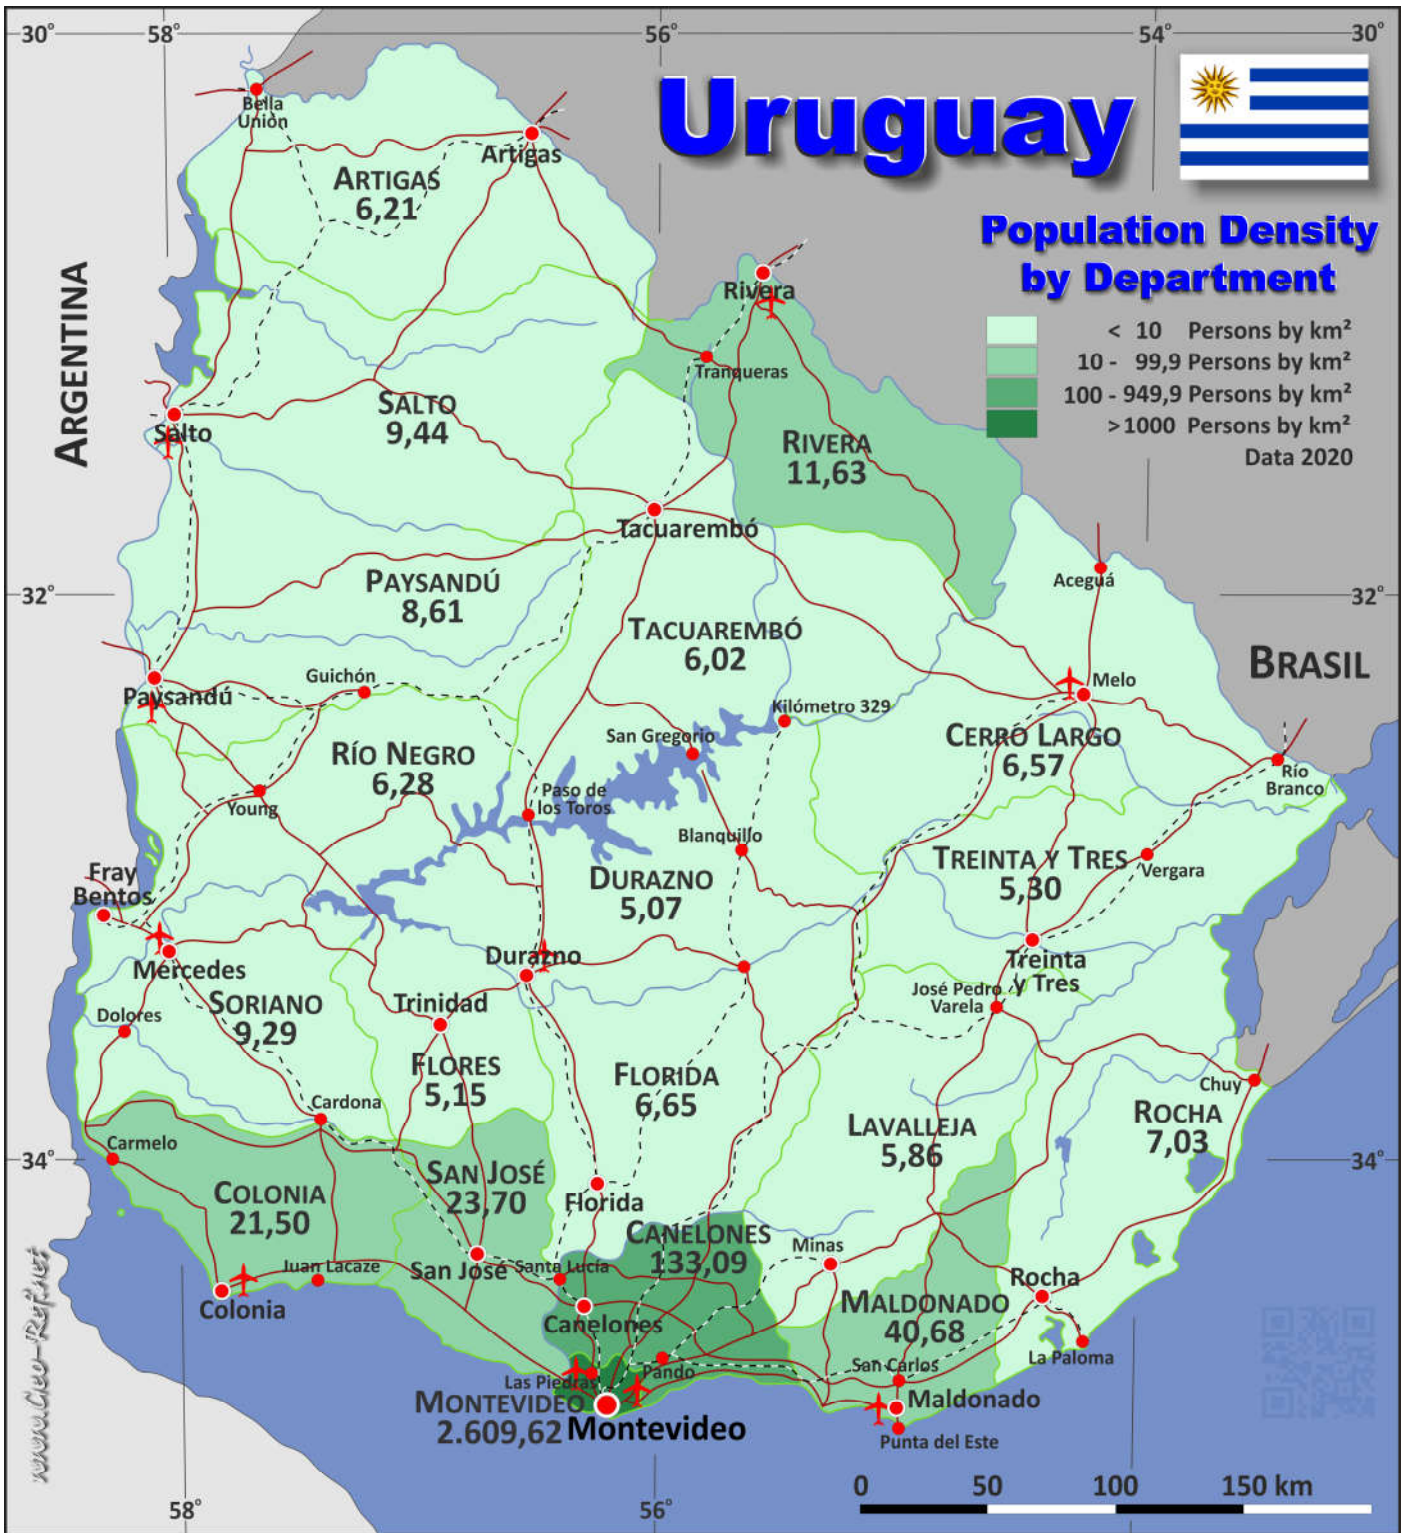 30° 58° 56° 54° 30°
Uruguay
Bella
Unión
Artigas
ARTIGAS
6,21
Population Density
by Department
< 10 Persons by km²
10 - 99,9 Persons by km²
100 - 949,9 Persons by km²
> 1000 Persons by km²
Data 2020
ARGENTINA
Rivera
Tranqueras
SALTO
9,44
Salto
RIVERA
11,63
Tacuarembó
Aceguá
PAYSANDÚ
8,61
32° 32°
TACUAREMBÓ
6,02
BRASIL
Guichón
Paysandú
Melo
Kilómetro 329
San Gregorio
CERRO LARGO
6,57
RÍO NEGRO
6,28
Río
Branco
Young
Paso de
los Toros
Blanquillo
TREINTA Y TRES
5,30
Vergara
Fray
Bentos
DURAZNO
5,07
Durazno
Mercedes
Treinta
y Tres
José Pedro
Varela
SORIANO
9,29
Trinidad
Dolores
FLORES
5,15
FLORIDA
6,65
Chuy
Cardona
ROCHA
7,03
LAVALLEJA
5,86
Carmelo
34° 34°
SAN JOSÉ
23,70
COLONIA
21,50
Florida
CANELONES
133,09
Minas
Juan Lacaze
San José
Santa Lucía
Rocha
Colonia
Canelones
MALDONADO
40,68
La Paloma
San Carlos
Pando
Las Piedras
MONTEVIDEO
2.609,62
Montevideo
Maldonado
Punta del Este
www.Geo-Ref.net
0 50 100 150 km
58° 56°